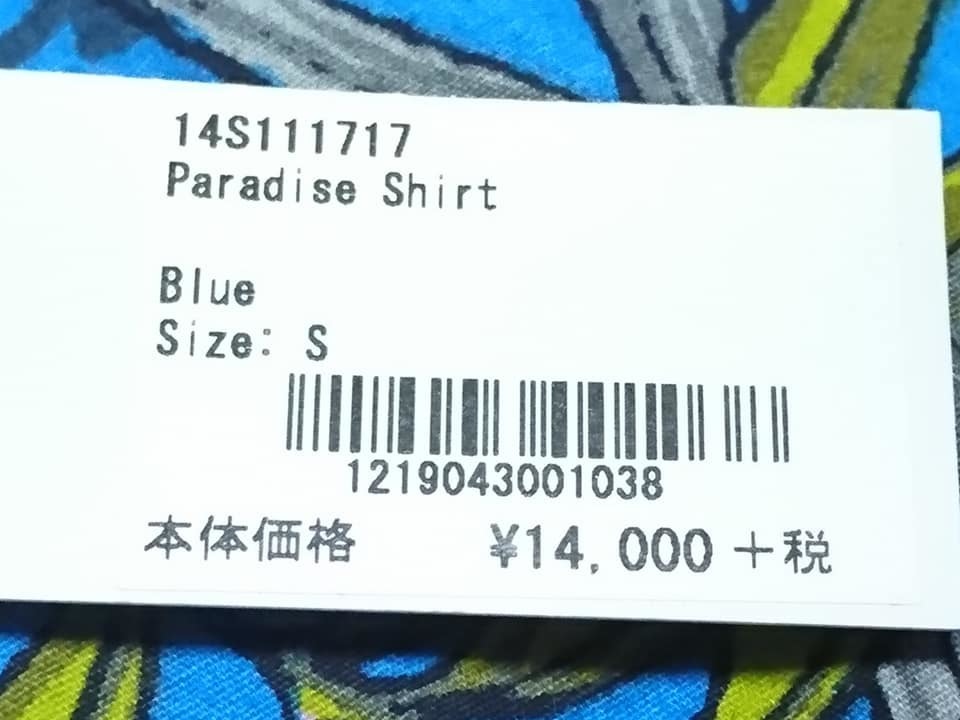 14S111717
Paradise Shirt
Blue
Size: S
1219043001038
本体価格 ¥14,000+税